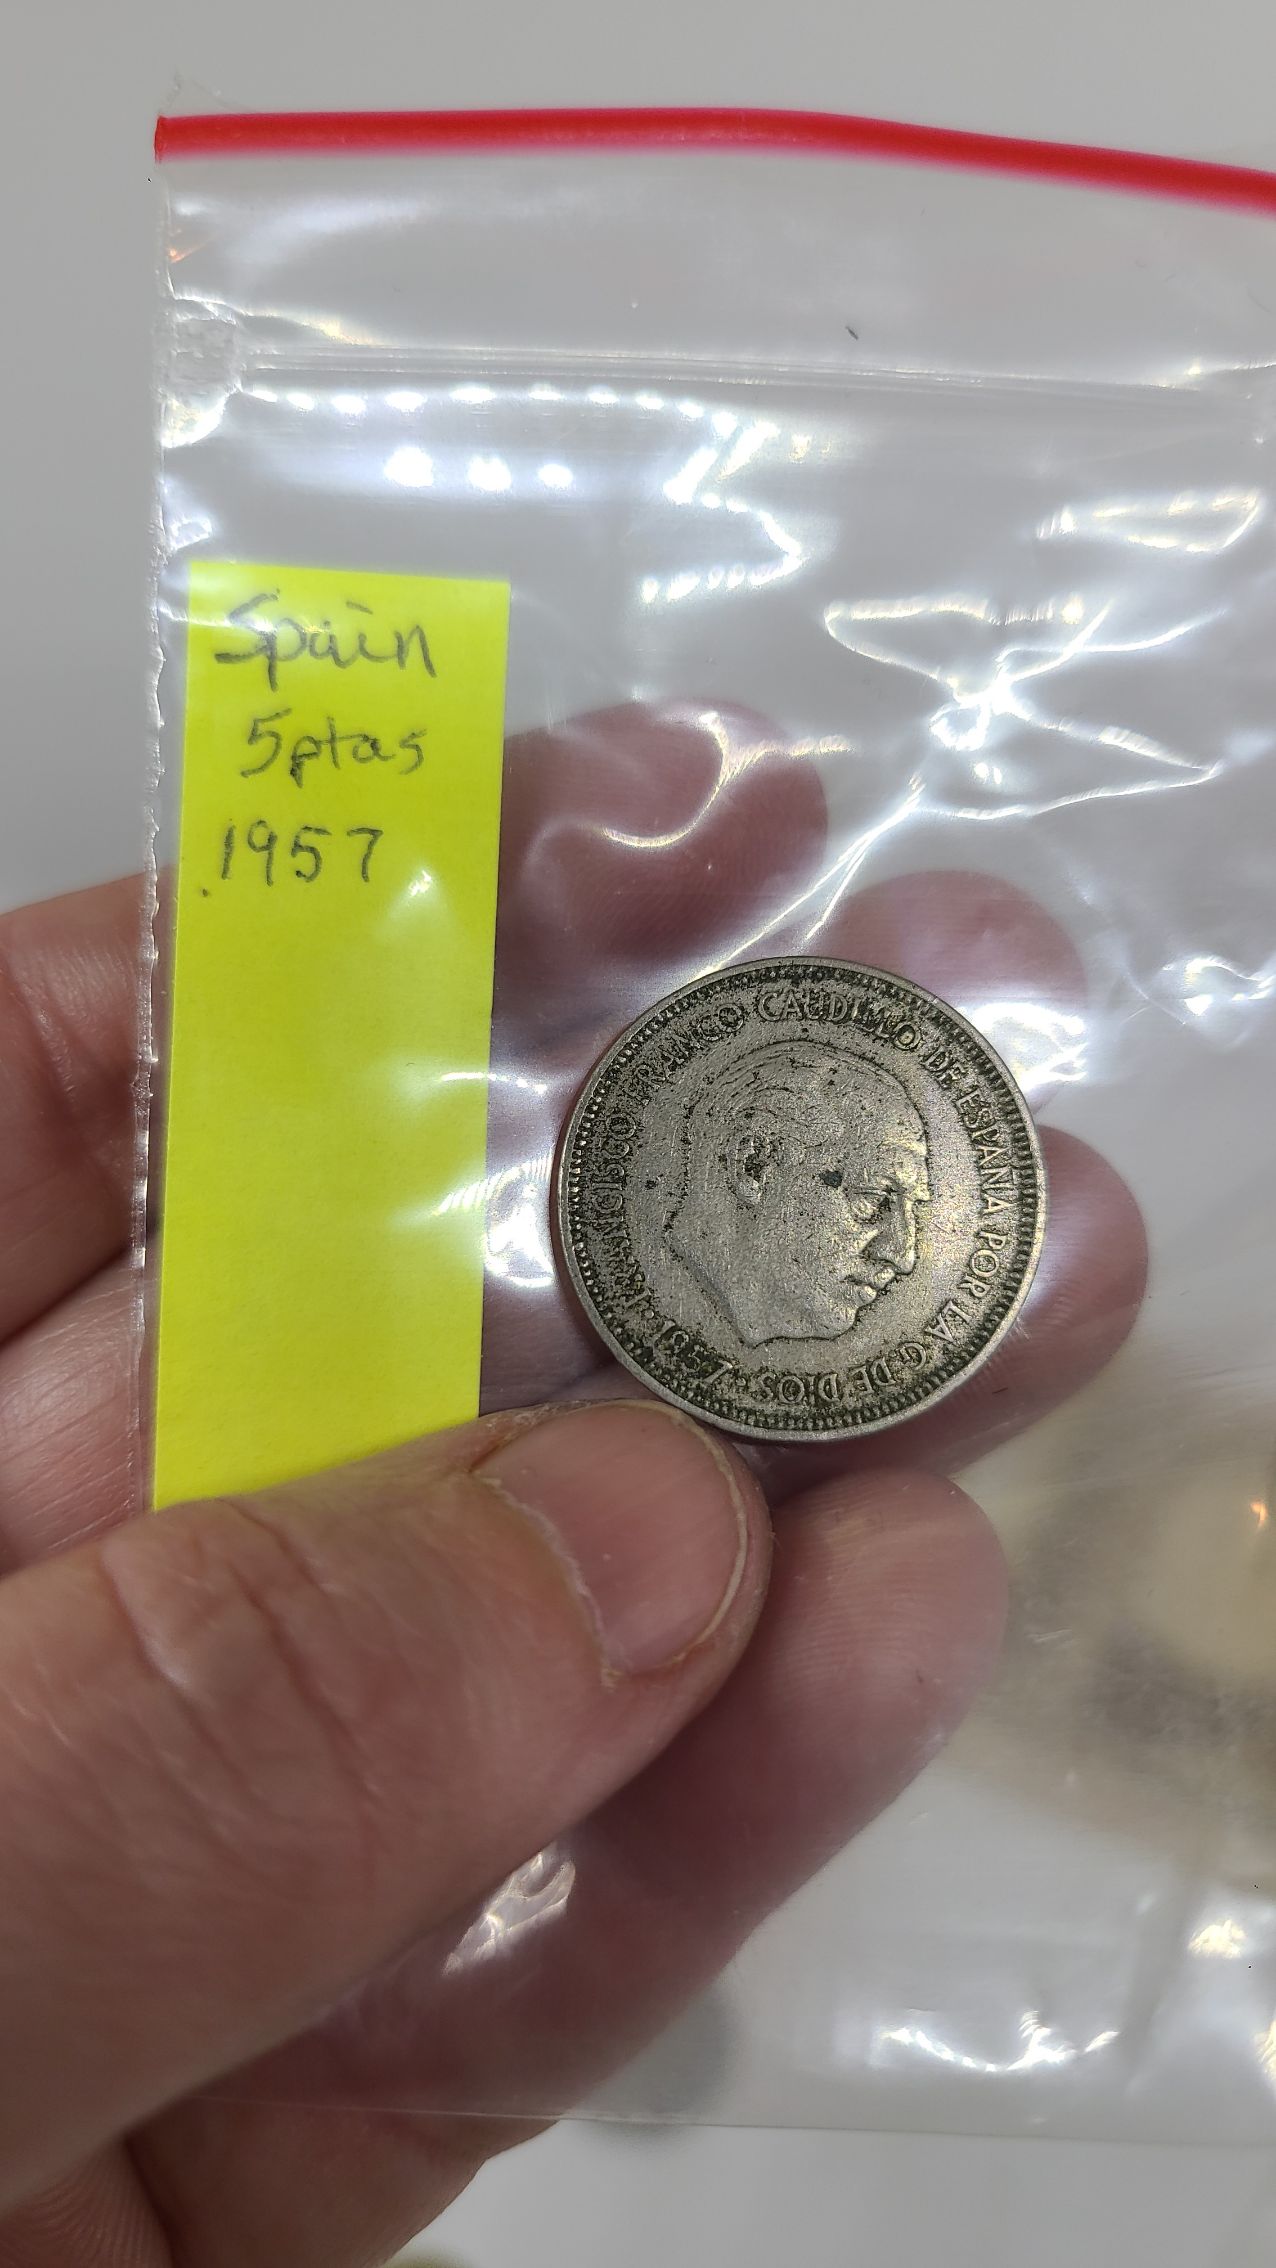 Spain
5ptas
.1957
FRANCISCO FRANCO CAUDILLO DE ESPAÑA POR LA G. DE DIOS · 1957 ·